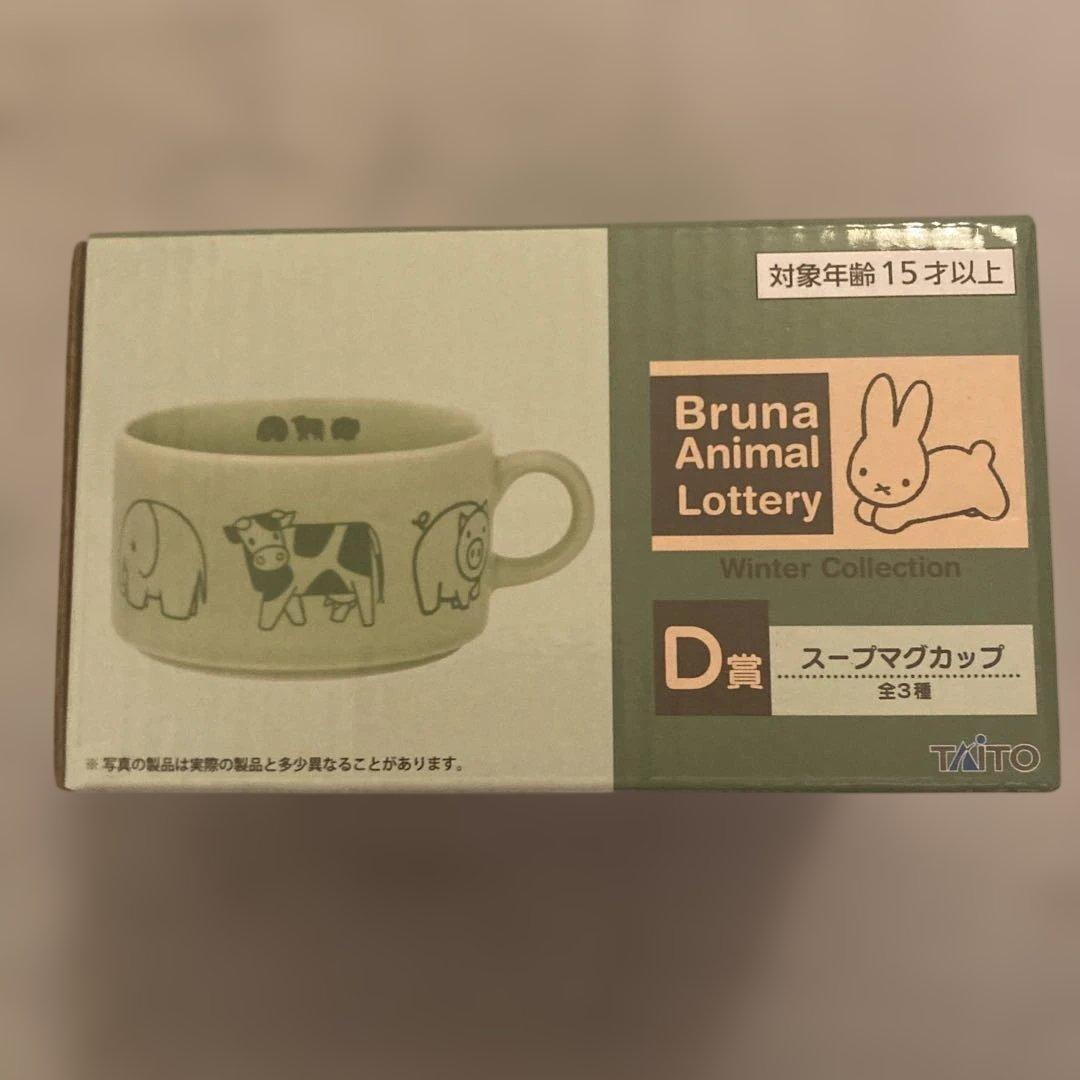 対象年齢15才以上
Bruna
Animal
Lottery
Winter Collection
D賞
スープマグカップ
全3種
※写真の製品は実際の製品と多少異なることがあります。
TAITO